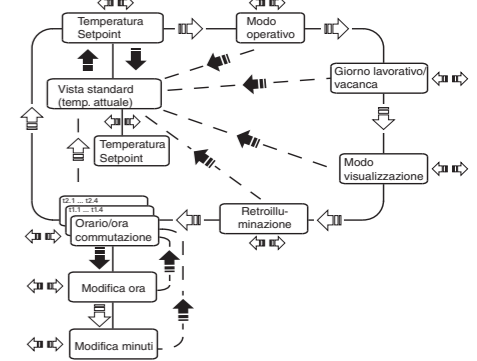 Temperatura
Setpoint
Modo
operativo
Vista standard
(temp. attuale)
Giorno lavorativo/
vacanca
Temperatura
Setpoint
Modo
visualizzazione
t2.1 ... t2.4
t1.1 ... t1.4
Orario/ora
commutazione
Retroillu-
minazione
Modifica ora
Modifica minuti